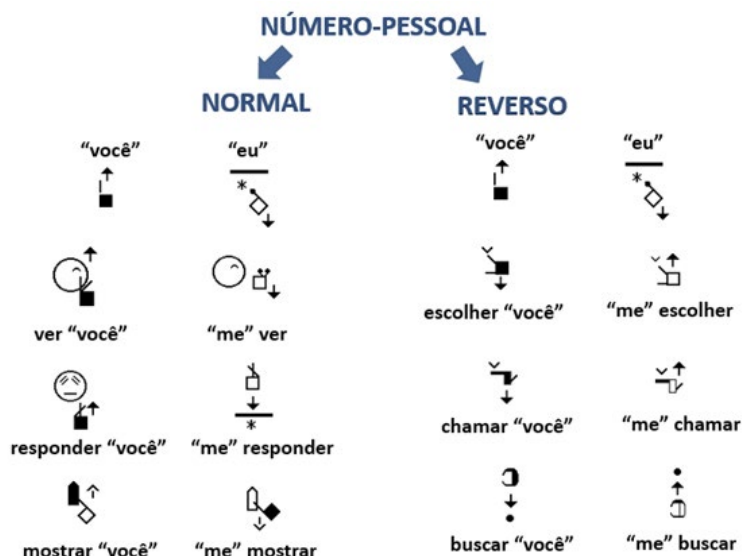 NÚMERO-PESSOAL
NORMAL
REVERSO
“você” “eu” “você” “eu”
ver “você” “me” ver
escolher “você” “me” escolher
responder “você” “me” responder
chamar “você” “me” chamar
mostrar “você” “me” mostrar
buscar “você” “me” buscar